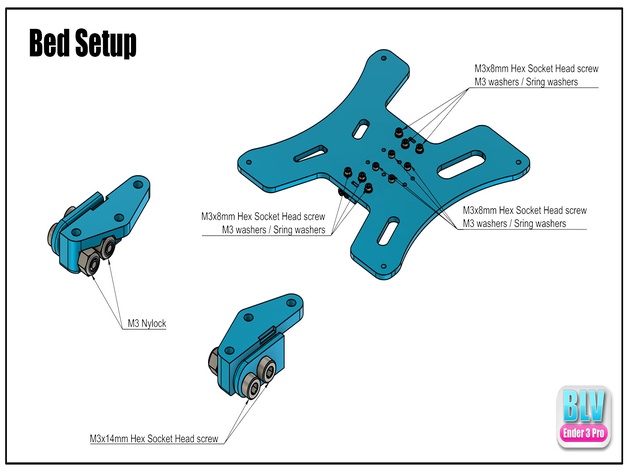 Bed Setup
M3x8mm Hex Socket Head screw
M3 washers / Sring washers
M3x8mm Hex Socket Head screw
M3 washers / Sring washers
M3x8mm Hex Socket Head screw
M3 washers / Sring washers
M3 Nylock
M3x14mm Hex Socket Head screw
BLV
Ender 3 Pro